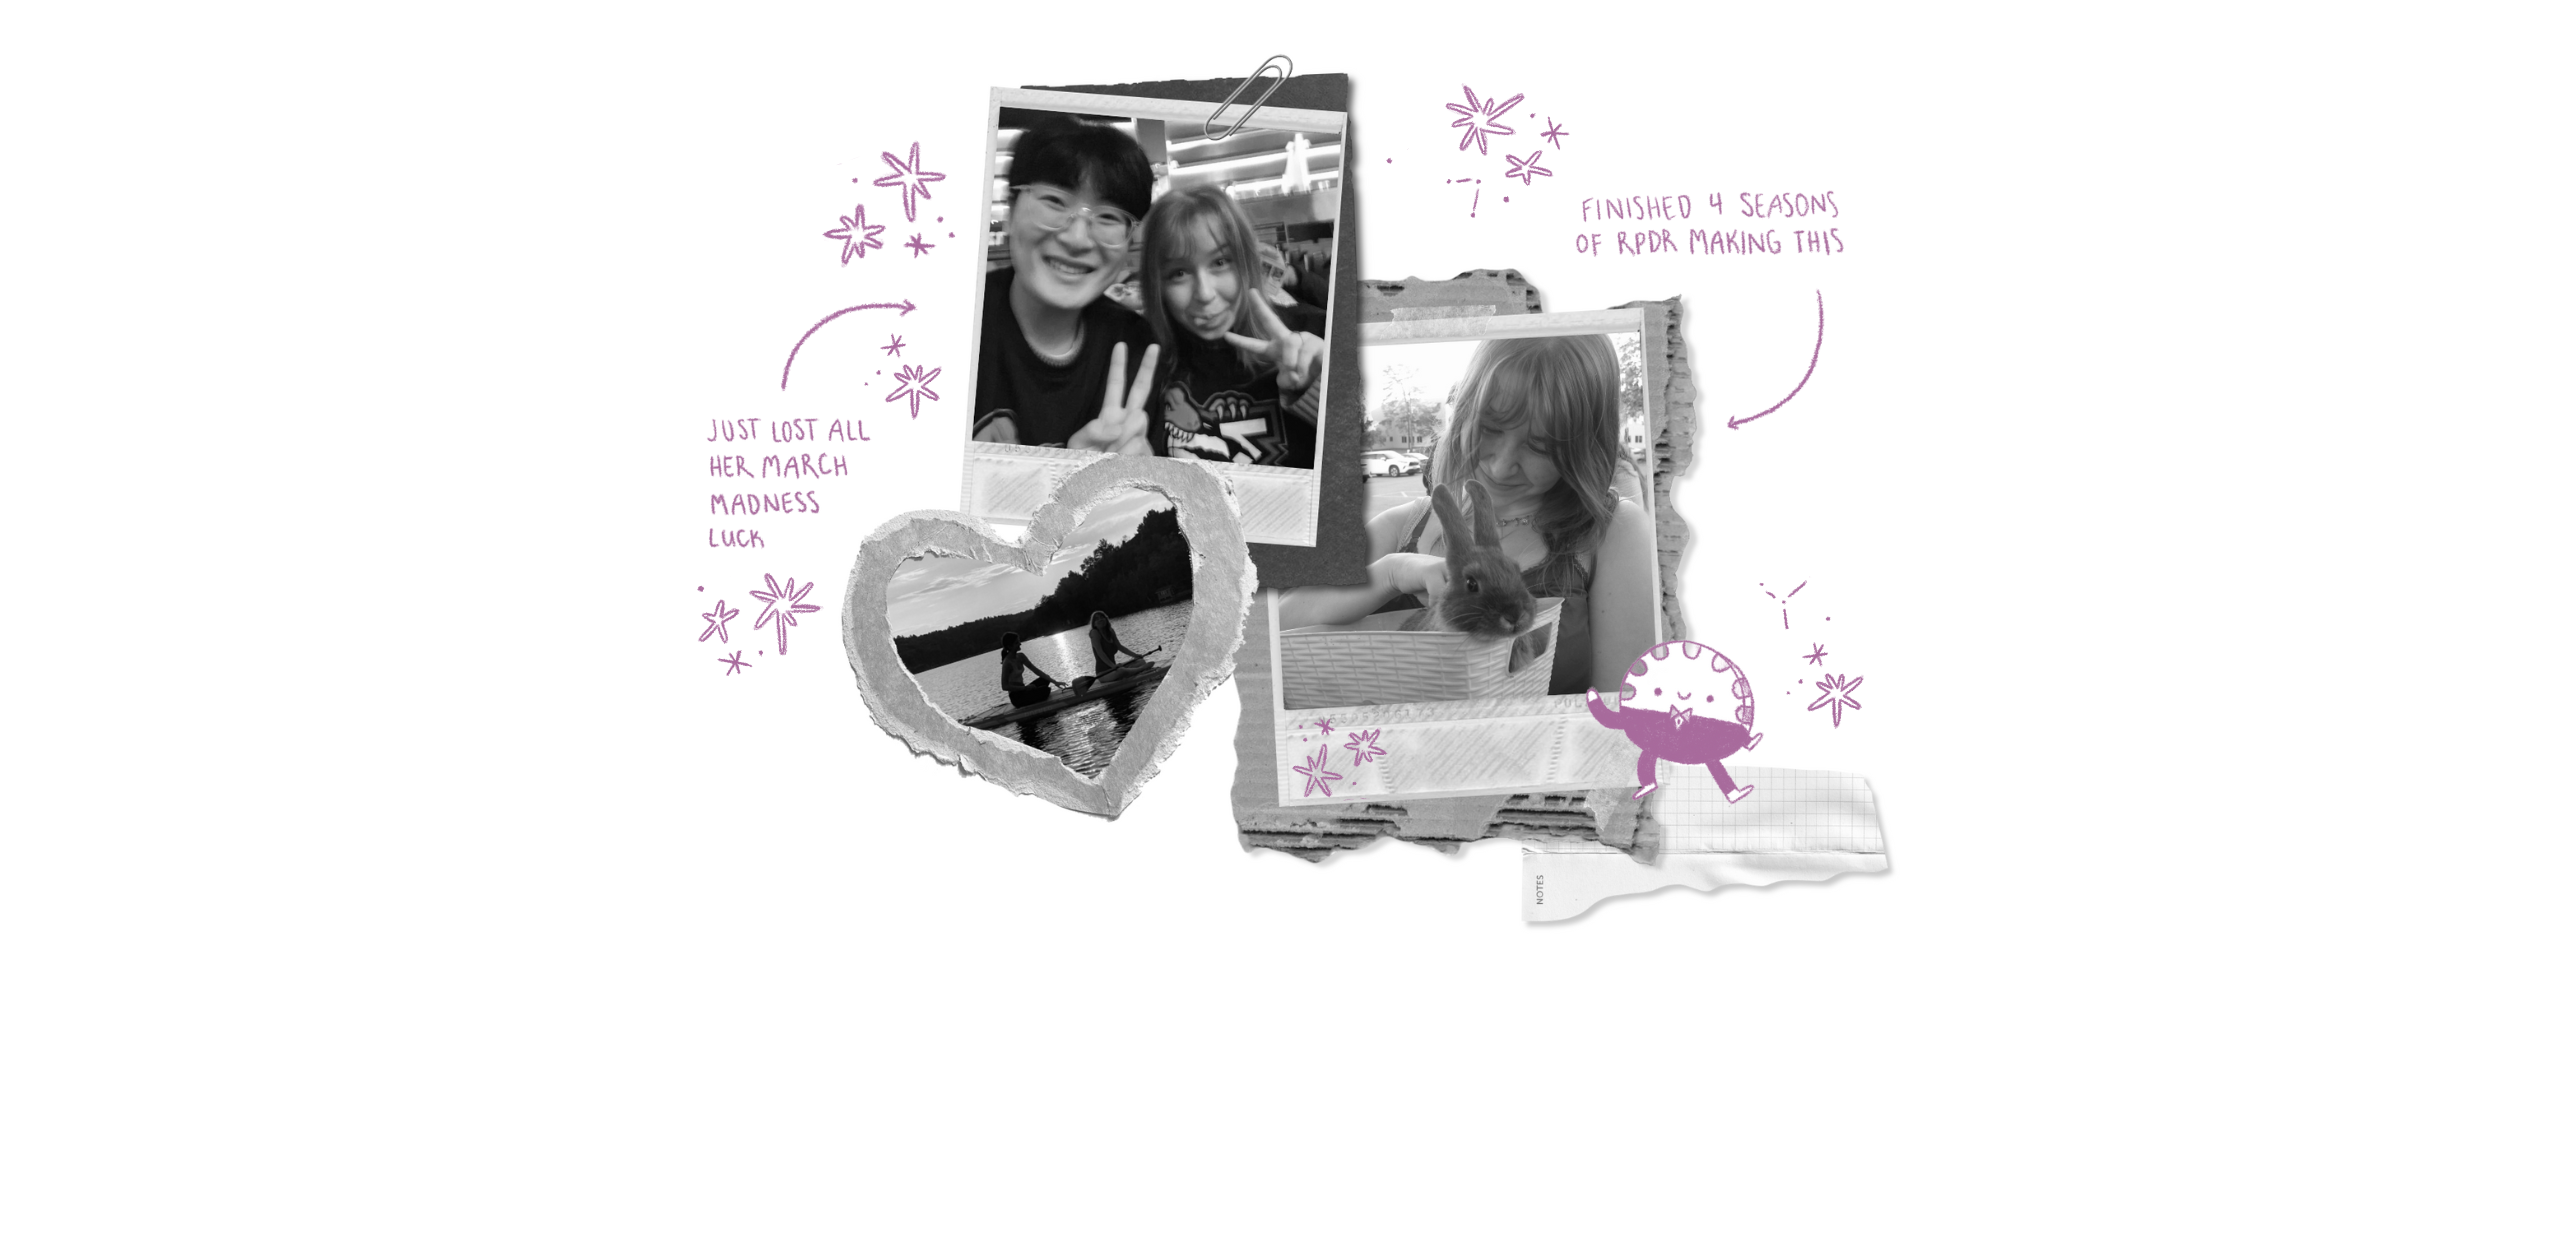 FINISHED 4 SEASONS
OF RPDR MAKING THIS
JUST LOST ALL
HER MARCH
MADNESS
LUCK
NOTES